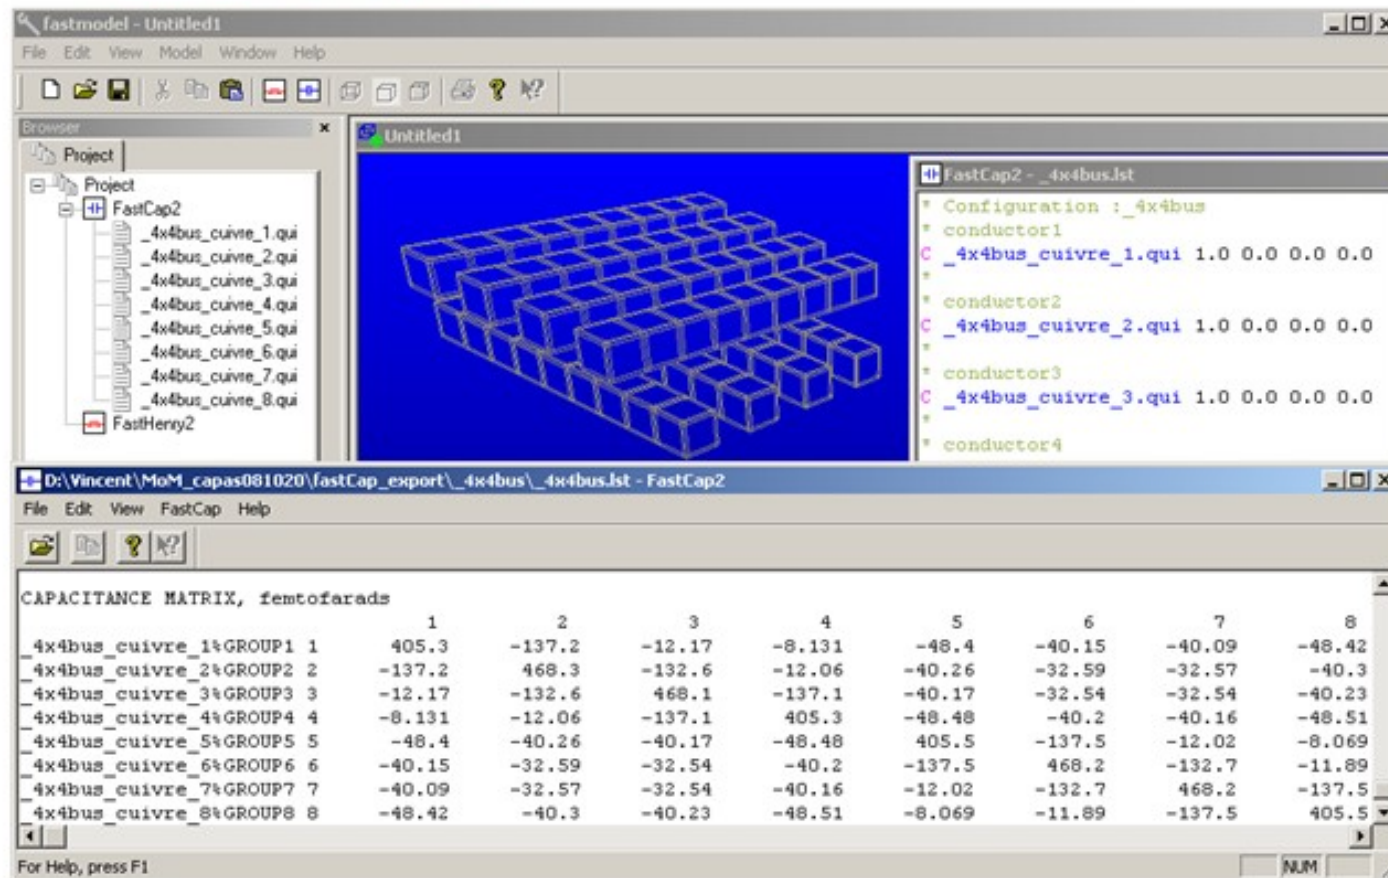 fastmodel - Untitled1
File Edit View Model Window Help
Browser
Project
Project
FastCap2
_4x4bus_cuivre_1.qui
_4x4bus_cuivre_2.qui
_4x4bus_cuivre_3.qui
_4x4bus_cuivre_4.qui
_4x4bus_cuivre_5.qui
_4x4bus_cuivre_6.qui
_4x4bus_cuivre_7.qui
_4x4bus_cuivre_8.qui
FastHenry2
Untitled1
FastCap2 - _4x4bus.lst
* Configuration :_4x4bus
* conductor1
C _4x4bus_cuivre_1.qui 1.0 0.0 0.0 0.0
*
* conductor2
C _4x4bus_cuivre_2.qui 1.0 0.0 0.0 0.0
*
* conductor3
C _4x4bus_cuivre_3.qui 1.0 0.0 0.0 0.0
*
* conductor4
D:\Vincent\MoM_capas081020\fastCap_export\_4x4bus\_4x4bus.lst - FastCap2
File Edit View FastCap Help
CAPACITANCE MATRIX, femtofarads
1 2 3 4 5 6 7 8
_4x4bus_cuivre_1%GROUP1 1 405.3 -137.2 -12.17 -8.131 -48.4 -40.15 -40.09 -48.42
_4x4bus_cuivre_2%GROUP2 2 -137.2 468.3 -132.6 -12.06 -40.26 -32.59 -32.57 -40.3
_4x4bus_cuivre_3%GROUP3 3 -12.17 -132.6 468.1 -137.1 -40.17 -32.54 -32.54 -40.23
_4x4bus_cuivre_4%GROUP4 4 -8.131 -12.06 -137.1 405.3 -48.48 -40.2 -40.16 -48.51
_4x4bus_cuivre_5%GROUP5 5 -48.4 -40.26 -40.17 -48.48 405.5 -137.5 -12.02 -8.069
_4x4bus_cuivre_6%GROUP6 6 -40.15 -32.59 -32.54 -40.2 -137.5 468.2 -132.7 -11.89
_4x4bus_cuivre_7%GROUP7 7 -40.09 -32.57 -32.54 -40.16 -12.02 -132.7 468.2 -137.5
_4x4bus_cuivre_8%GROUP8 8 -48.42 -40.3 -40.23 -48.51 -8.069 -11.89 -137.5 405.5
For Help, press F1
NUM